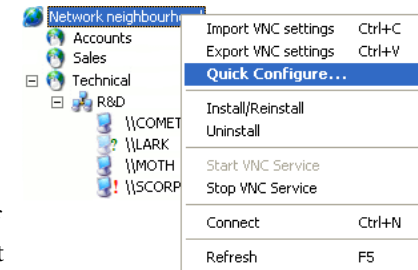 Network neighbourh
Accounts
Sales
Technical
R&D
\\COMET
\\LARK
\\MOTH
\\SCORP
Import VNC settings Ctrl+C
Export VNC settings Ctrl+V
Quick Configure...
Install/Reinstall
Uninstall
Start VNC Service
Stop VNC Service
Connect Ctrl+N
Refresh F5